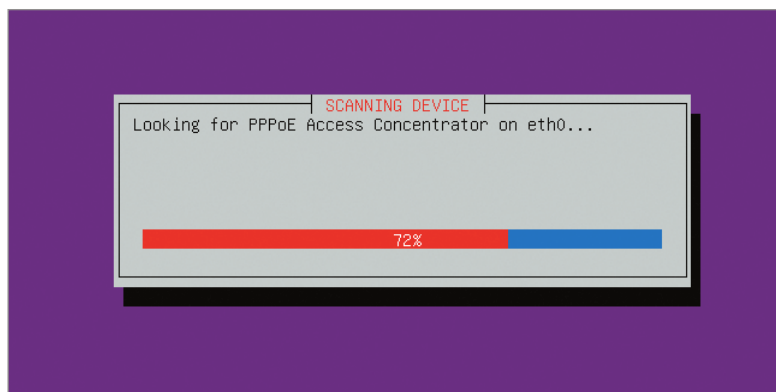 SCANNING DEVICE
Looking for PPPoE Access Concentrator on eth0...
72%